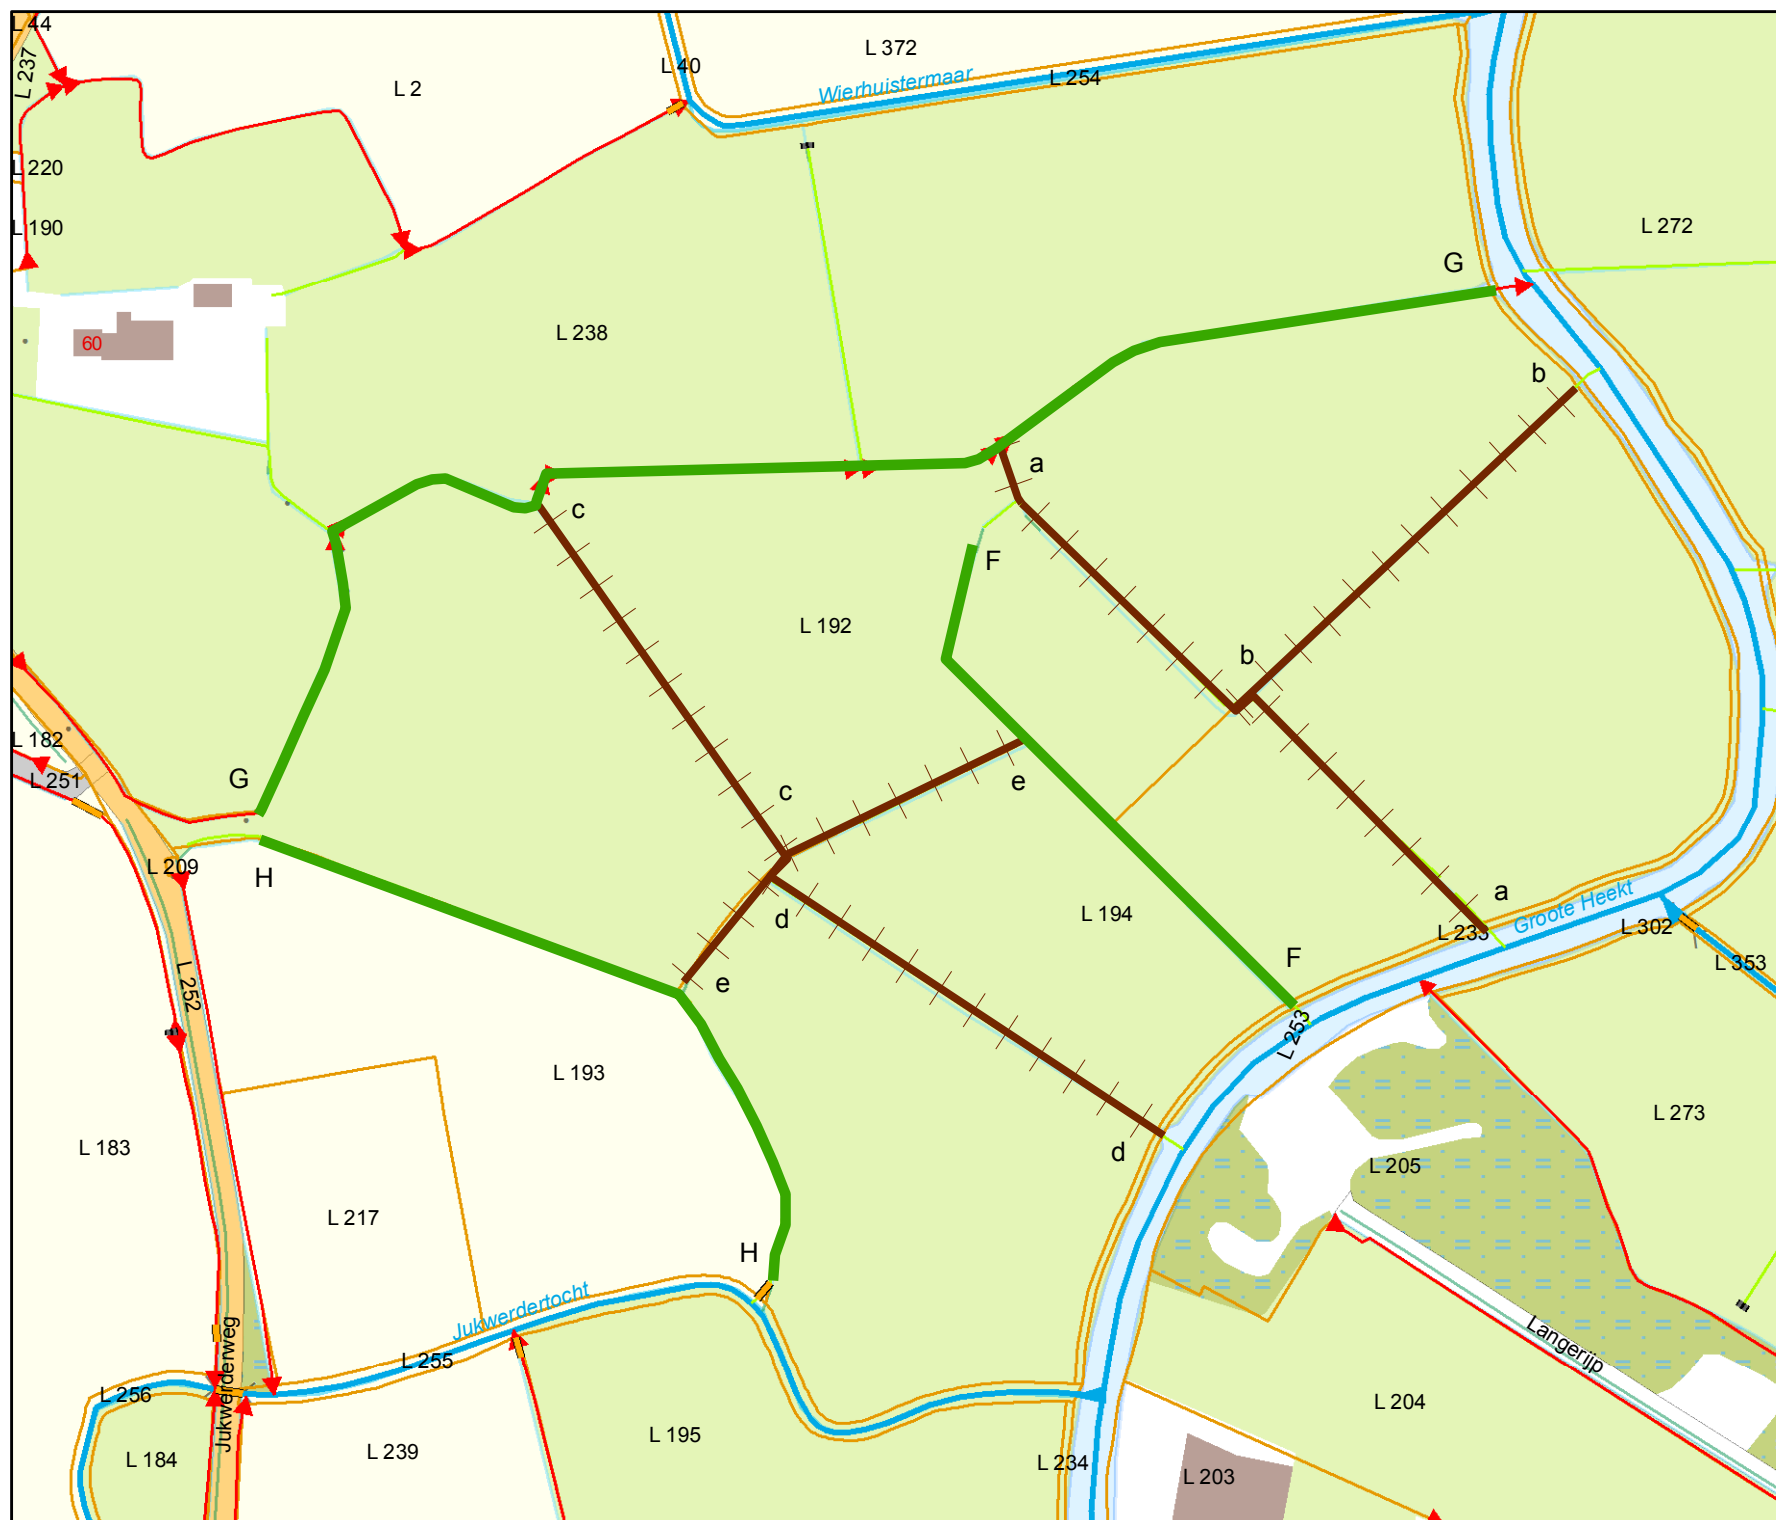 L 44
L 372
L 40
L 237
L 2
Wierhuistermaar
L 254
L 220
L 190
L 272
G
60
L 238
b
a
c
F
L 192
b
L 182
L 251
G
e
c
L 209
H
a
L 194
d
Groote Heekt
L 235
L 302
F
L 353
L 252
e
L 253
L 193
L 273
L 183
d
L 205
L 217
H
Jukwerdertocht
Langerijp
L 255
Jukwerderweg
L 256
L 204
L 195
L 239
L 184
L 234
L 203